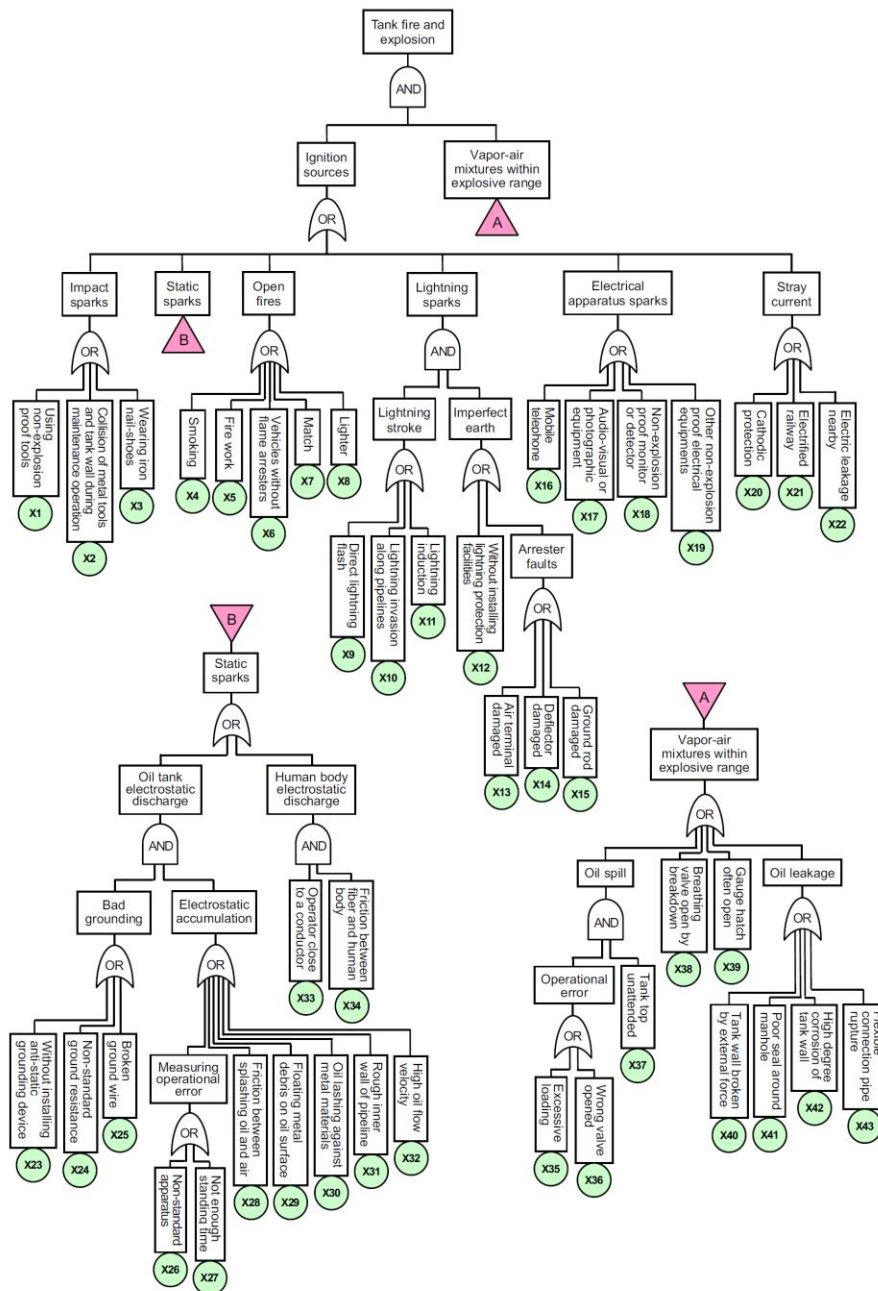 Tank fire and
explosion
AND
Ignition
sources
Vapor-air
mixtures within
explosive range
OR
A
Impact
sparks
Static
sparks
Open
fires
Lightning
sparks
Electrical
apparatus sparks
Stray
current
OR
B
OR
AND
OR
OR
Using
non-explosion
proof tools
X1
Colision of metal tools
and tank wall during
maintenance operation
X2
Wearing iron
nail-shoes
X3
Smoking
X4
Fire work
X5
Vehicles without
flame arresters
X6
Match
X7
Lighter
X8
Lightning
stroke
Imperfect
earth
OR
OR
Direct lightning
flash
X9
Lightning invasion
along pipelines
X10
Lightning
induction
X11
Without installing
lightning protection
facilities
X12
Arrester
faults
OR
Air terminal
damaged
X13
Deflector
damaged
X14
Ground rod
damaged
X15
Mobile
telephone
X16
Audio-visual or
photographic
equipment
X17
Non-explosion
proof monitor
or detector
X18
Other non-explosion
proof electrical
equipments
X19
Cathodic
protection
X20
Electrified
railway
X21
Electric leakage
nearby
X22
B
Static
sparks
OR
Oil tank
electrostatic
discharge
Human body
electrostatic
discharge
AND
AND
Bad
grounding
Electrostatic
accumulation
OR
OR
Without installing
anti-static
grounding device
X23
Non-standard
ground resistance
X24
Broken
ground wire
X25
Measuring
operational
error
OR
Non-standard
apparatus
X26
Not enough
standing time
X27
Friction between
splashing oil and air
X28
Floating metal
debris on oil surface
X29
Oil lashing against
metal materials
X30
Rough inner
wall of pipeline
X31
High oil flow
velocity
X32
Operator close
to a conductor
X33
Friction between
fiber and human
body
X34
A
Vapor-air
mixtures within
explosive range
OR
Oil spill
Oil leakage
AND
OR
Operational
error
OR
Excessive
loading
X35
Wrong valve
opened
X36
Tank top
unattended
X37
Breathing
valve open by
breakdown
X38
Gauge hatch
often open
X39
Tank wall broken
by external force
X40
Poor seal around
manhole
X41
High degree
corrosion of
tank wall
X42
Flexible
connection pipe
rupture
X43